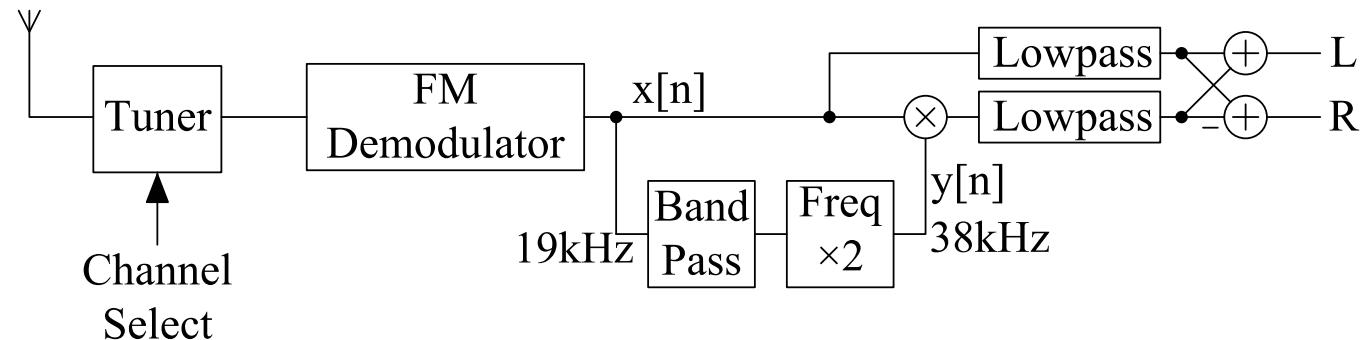 Tuner
Channel
Select
FM
Demodulator
x[n]
19kHz
Band
Pass
Freq
×2
y[n]
38kHz
×
Lowpass
Lowpass
+
L
−
+
R